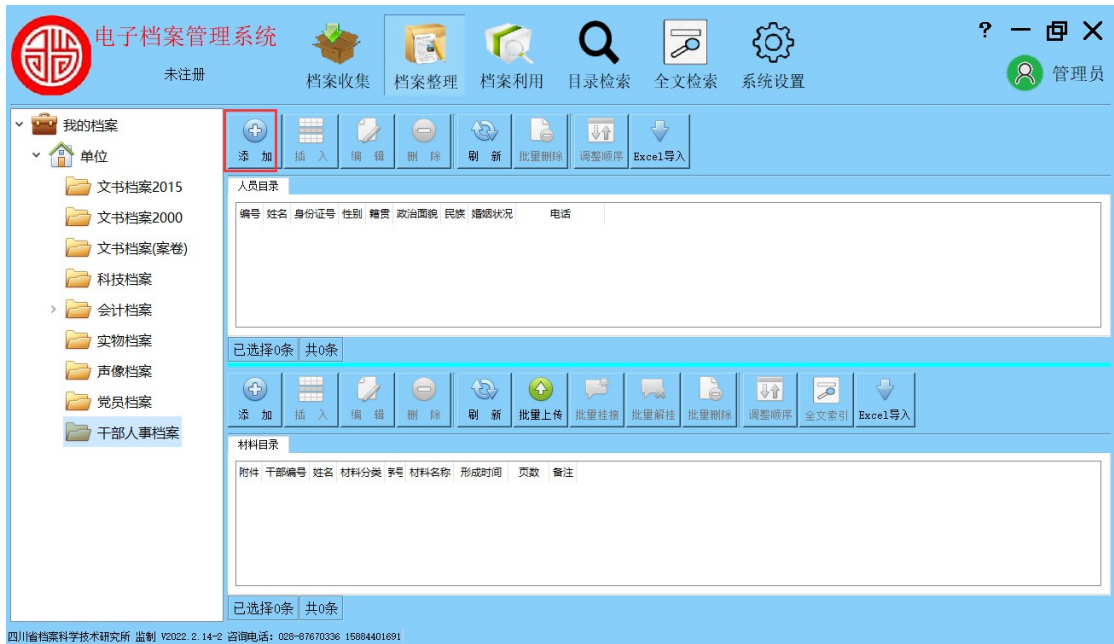 电子档案管理系统
未注册
档案收集 档案整理 档案利用 目录检索 全文检索 系统设置
?
管理员
我的档案
单位
文书档案2015
文书档案2000
文书档案(案卷)
科技档案
会计档案
实物档案
声像档案
党员档案
干部人事档案
添 加 插 入 编 辑 删 除 刷 新 批量删除 调整顺序 Excel导入
人员目录
编号 姓名 身份证号 性别 籍贯 政治面貌 民族 婚姻状况 电话
已选择0条 共0条
添 加 插 入 编 辑 删 除 刷 新 批量上传 批量挂接 批量解挂 批量删除 调整顺序 全文索引 Excel导入
材料目录
附件 干部编号 姓名 材料分类 材料名称 形成时间 页数 备注
已选择0条 共0条
四川省档案科学技术研究所 监制 V2022.2.14-2 咨询电话: 028-87670336 15884401691